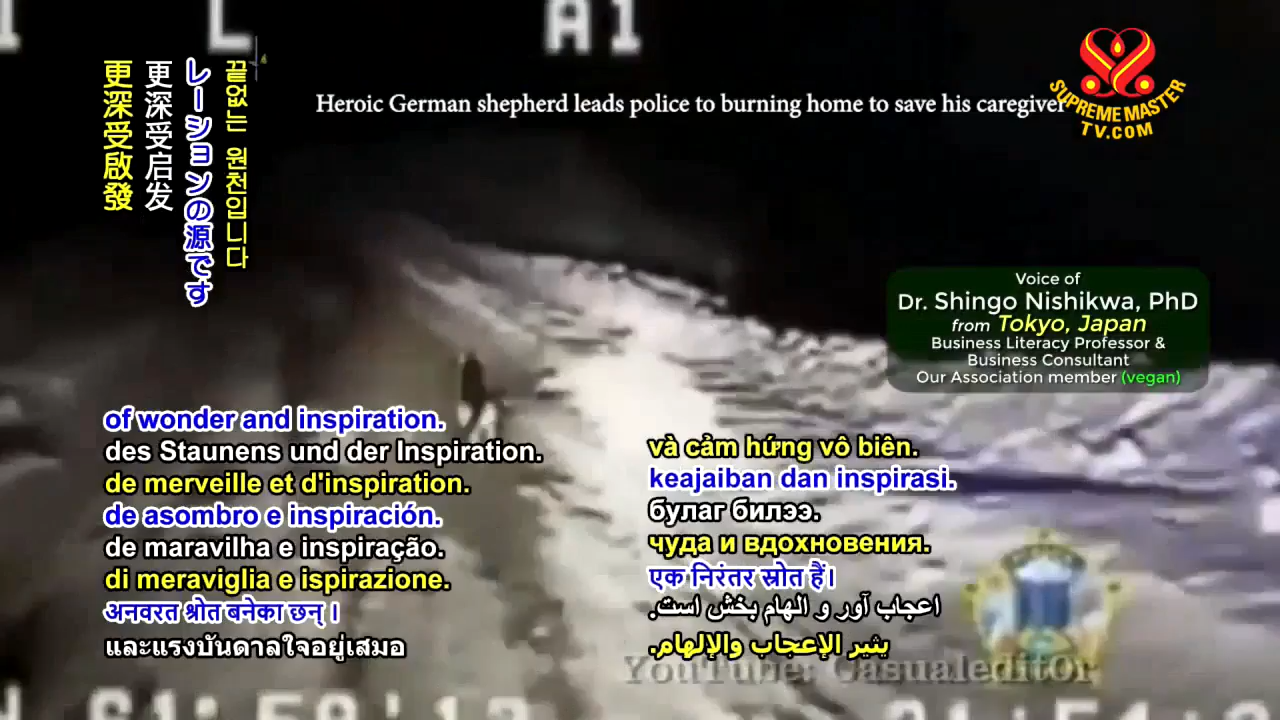 L
A1
Heroic German shepherd leads police to burning home to save his caregiver
SUPREME MASTER
TV.COM
끝없는 원천입니다
レーションの源です
更深受启发
更深受啟發
Voice of
Dr. Shingo Nishikwa, PhD
from Tokyo, Japan
Business Literacy Professor &
Business Consultant
Our Association member (vegan)
of wonder and inspiration.
des Staunens und der Inspiration.
de merveille et d'inspiration.
de asombro e inspiración.
de maravilha e inspiração.
di meraviglia e ispirazione.
अनवरत श्रोत बनेका छन् ।
และแรงบันดาลใจอยู่เสมอ
và cảm hứng vô biên.
keajaiban dan inspirasi.
булаг билээ.
чуда и вдохновения.
एक निरंतर स्रोत हैं।
اعجاب آور و الهام بخش است.
يثير الإعجاب والإلهام.
YouTube: Casualedit0r